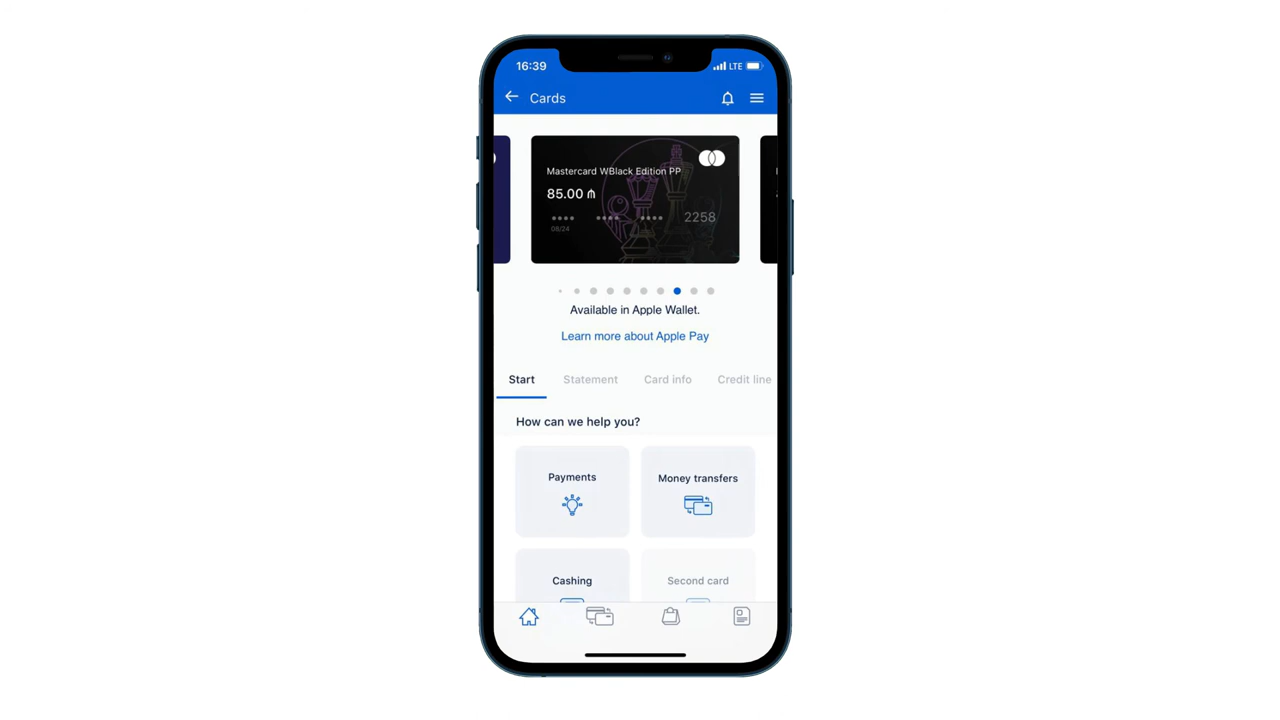 16:39
LTE
Cards
Mastercard WBlack Edition PP
85.00 ₼
•••• •••• •••• 2258
08/24
Available in Apple Wallet.
Learn more about Apple Pay
Start Statement Card info Credit line
How can we help you?
Payments Money transfers
Cashing Second card